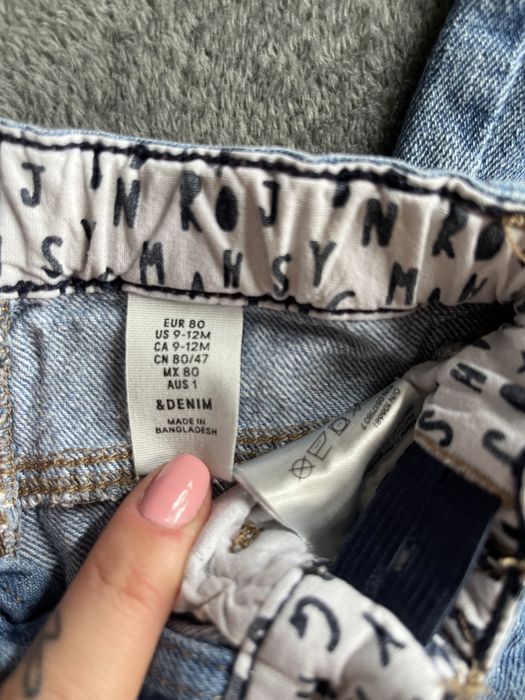 J N R O J N R O
S Y M A H S Y M A
EUR 80
US 9-12M
CA 9-12M
CN 80/47
MX 80
AUS 1
&DENIM
MADE IN
BANGLADESH